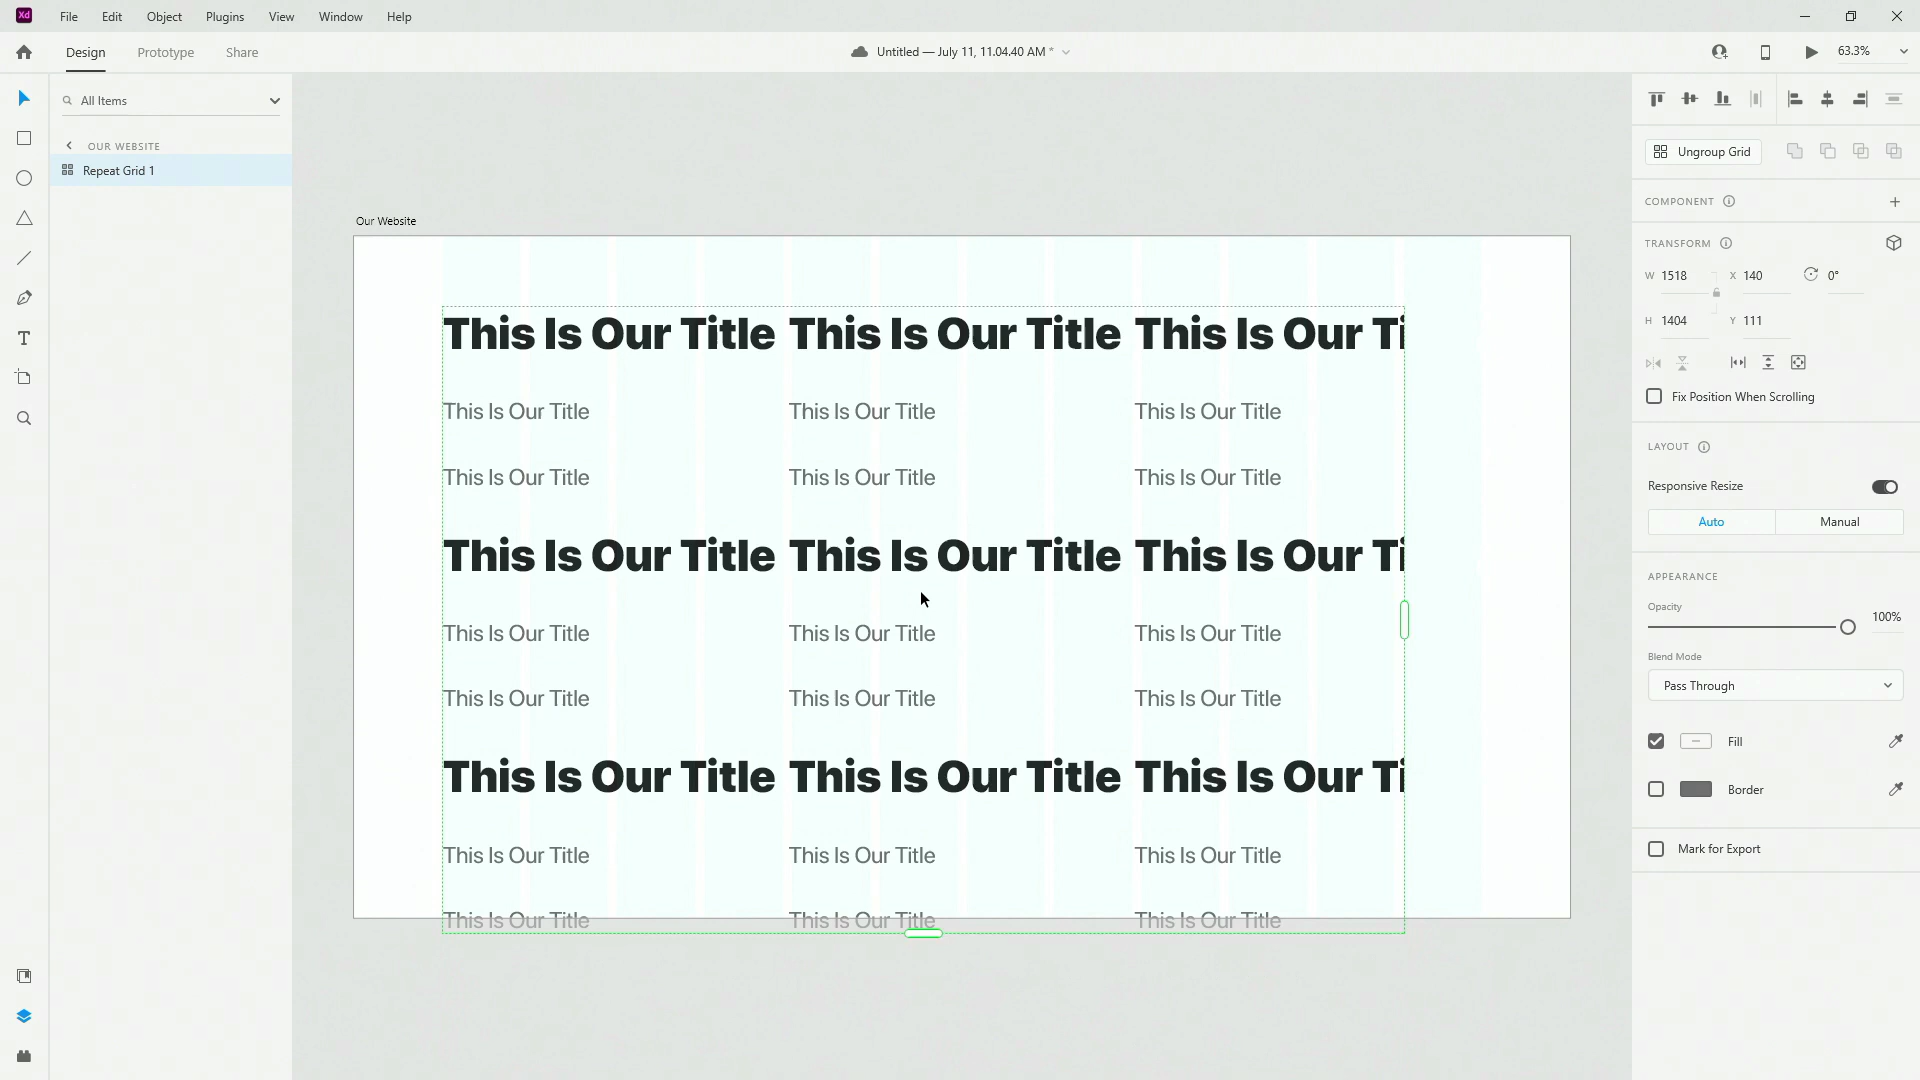 Xd File Edit Object Plugins View Window Help
Design Prototype Share Untitled — July 11, 11.04.40 AM * 63.3%
All Items
OUR WEBSITE
Repeat Grid 1
Our Website
This Is Our Title This Is Our Title This Is Our Ti
This Is Our Title This Is Our Title This Is Our Title
This Is Our Title This Is Our Title This Is Our Title
This Is Our Title This Is Our Title This Is Our Ti
This Is Our Title This Is Our Title This Is Our Title
This Is Our Title This Is Our Title This Is Our Title
This Is Our Title This Is Our Title This Is Our Ti
This Is Our Title This Is Our Title This Is Our Title
This Is Our Title This Is Our Title This Is Our Title
Ungroup Grid
COMPONENT
TRANSFORM
W 1518 X 140 0°
H 1404 Y 111
Fix Position When Scrolling
LAYOUT
Responsive Resize
Auto Manual
APPEARANCE
Opacity
100%
Blend Mode
Pass Through
Fill
Border
Mark for Export